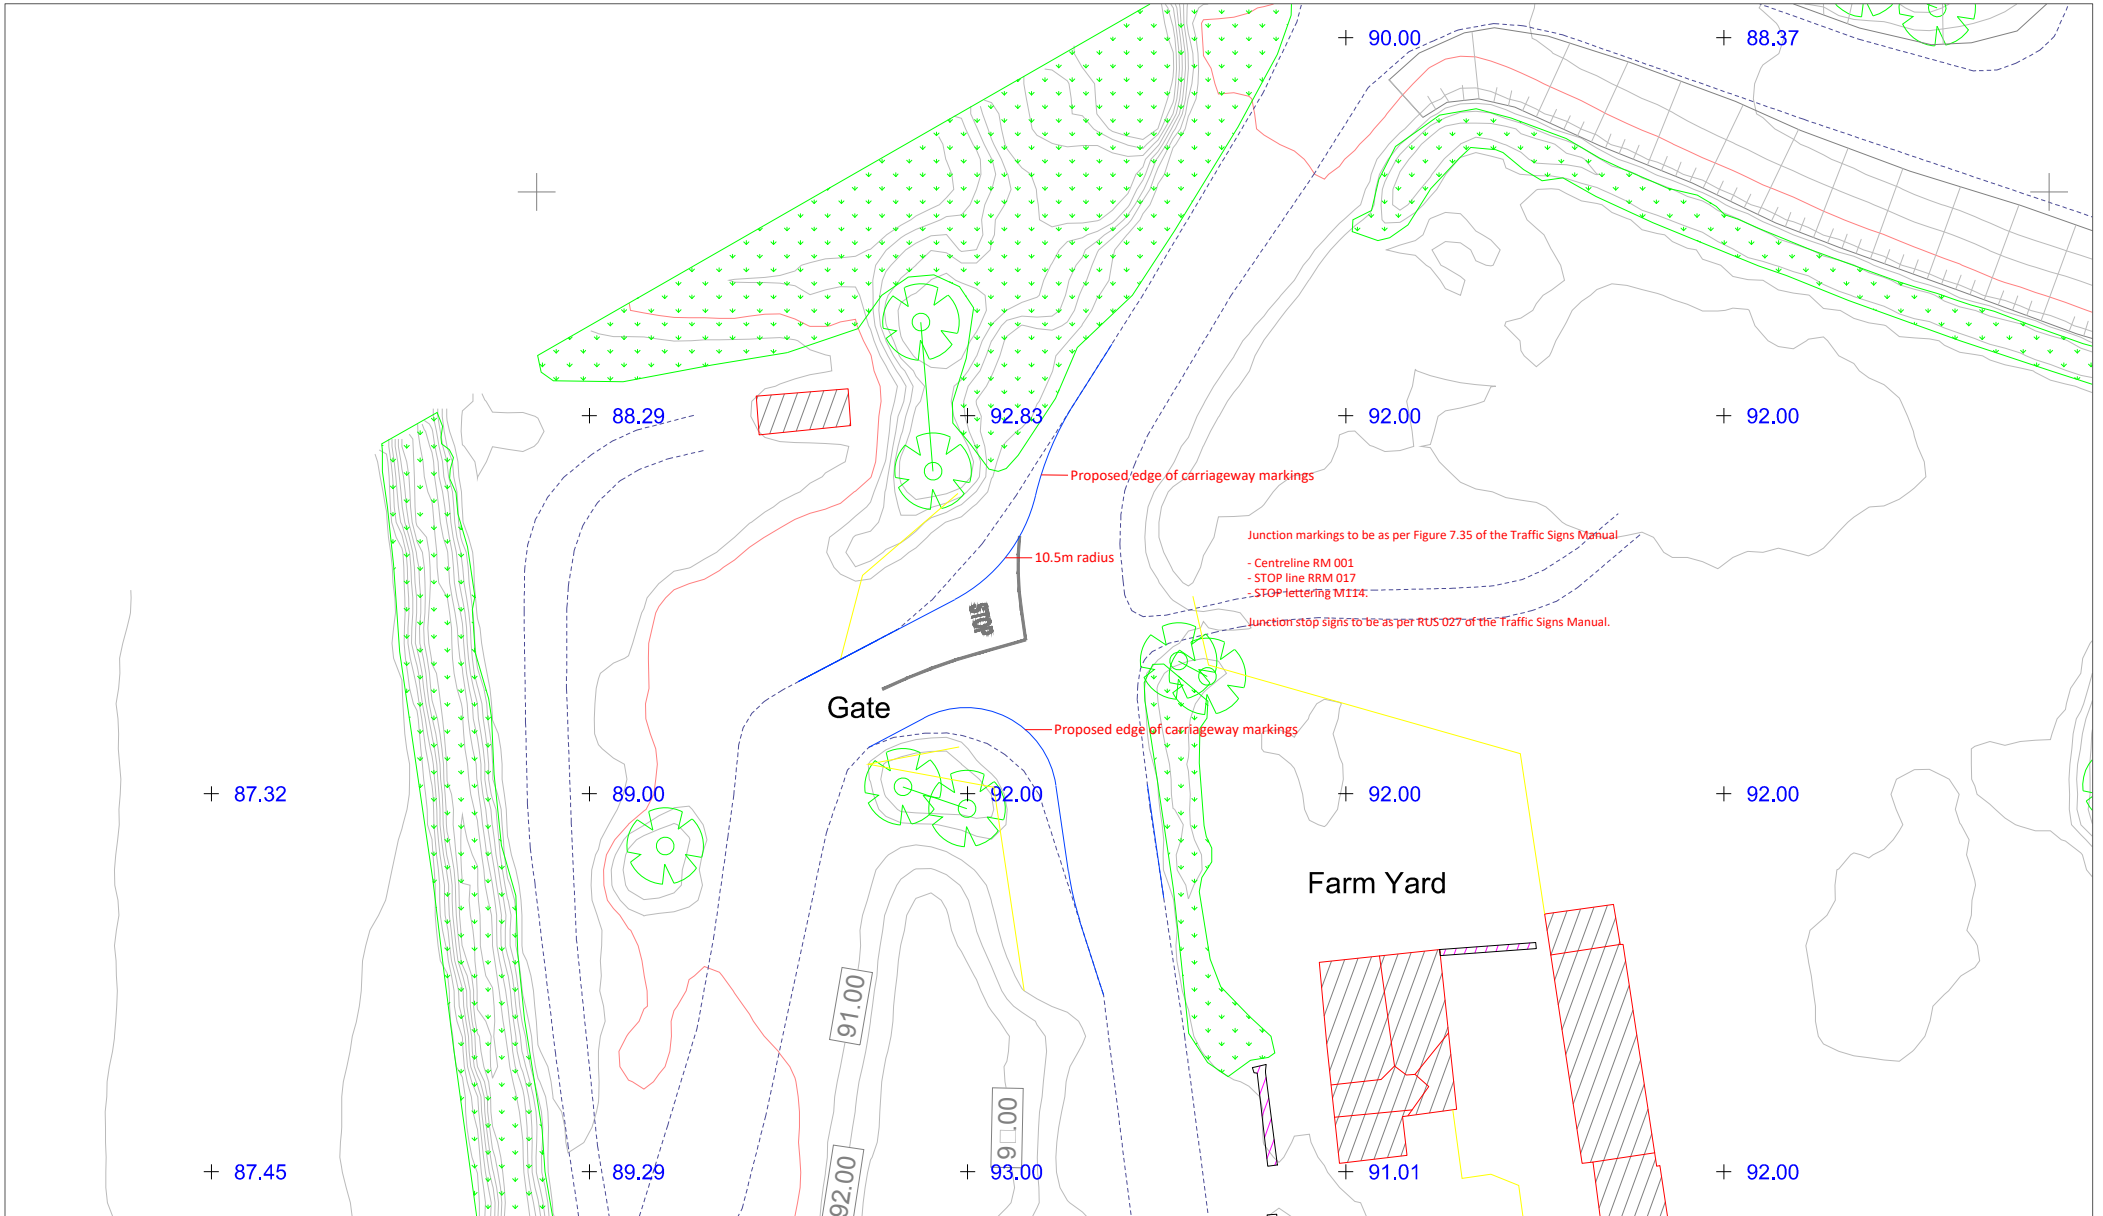 90.00
88.37
88.29
92.83
92.00
92.00
Proposed edge of carriageway markings
10.5m radius
Junction markings to be as per Figure 7.35 of the Traffic Signs Manual
- Centreline RM 001
- STOP line RRM 017
- STOP lettering M114.
Junction stop signs to be as per RUS 027 of the Traffic Signs Manual.
STOP
Gate
Proposed edge of carriageway markings
87.32
89.00
92.00
92.00
92.00
Farm Yard
91.00
87.45
89.29
92.00
93.00
91.01
92.00